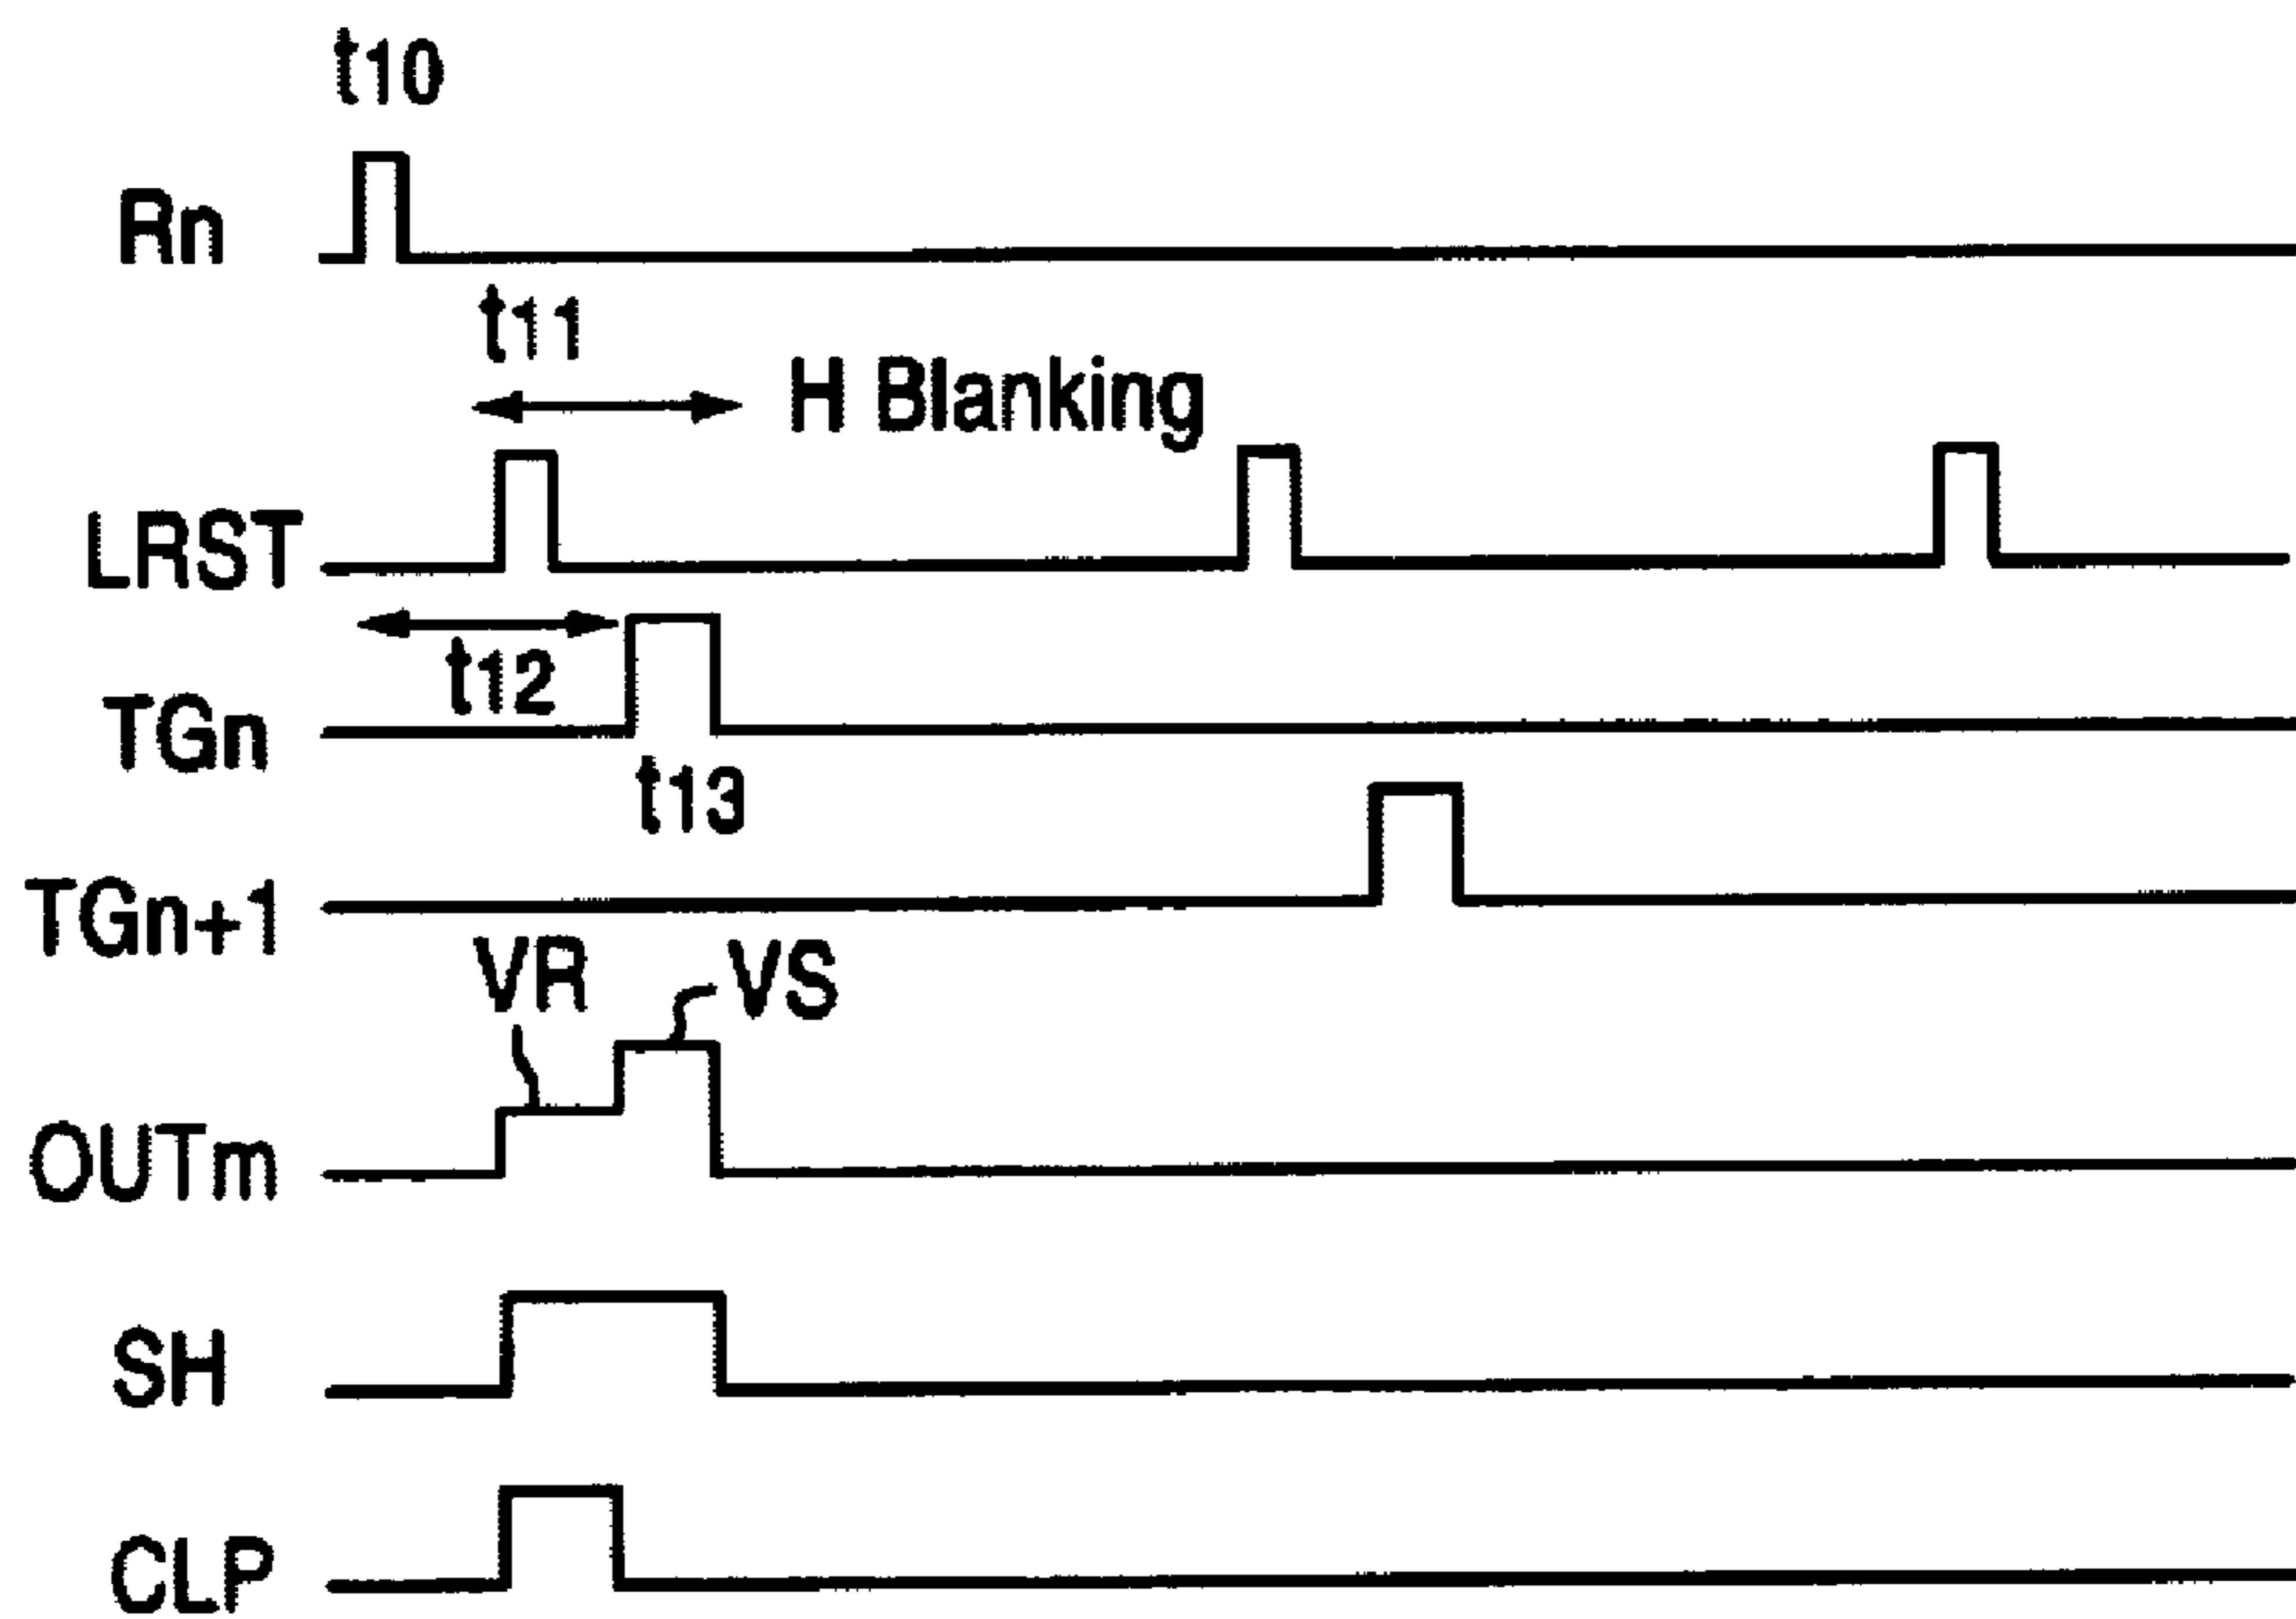 t10
Rn
t11
H Blanking
LRST
t12
TGn
t13
TGn+1
VR
VS
OUTm
SH
CLP